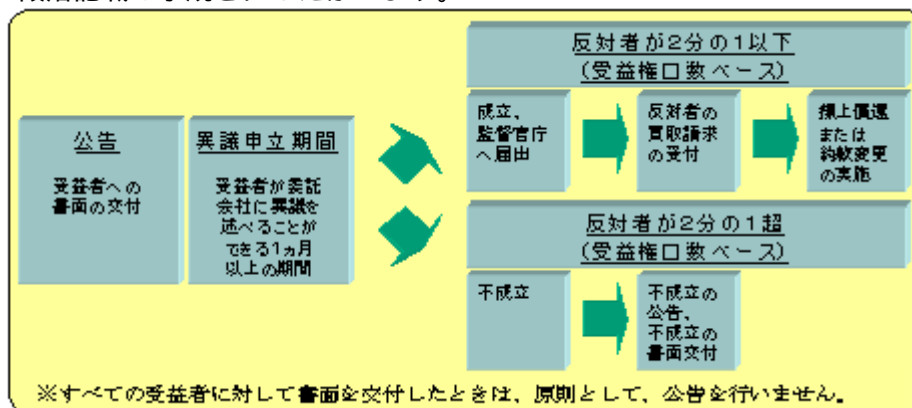 反対者が2分の1以下
(受益権口数ベース)
公告
受益者への
書面の交付
異議申立期間
受益者が委託
会社に異議を
述べることが
できる1ヵ月
以上の期間
成立、
監督官庁
へ届出
反対者の
買取請求
の受付
繰上償還
または
約款変更
の実施
反対者が2分の1超
(受益権口数ベース)
不成立
不成立の
公告、
不成立の
書面交付
※すべての受益者に対して書面を交付したときは、原則として、公告を行いません。